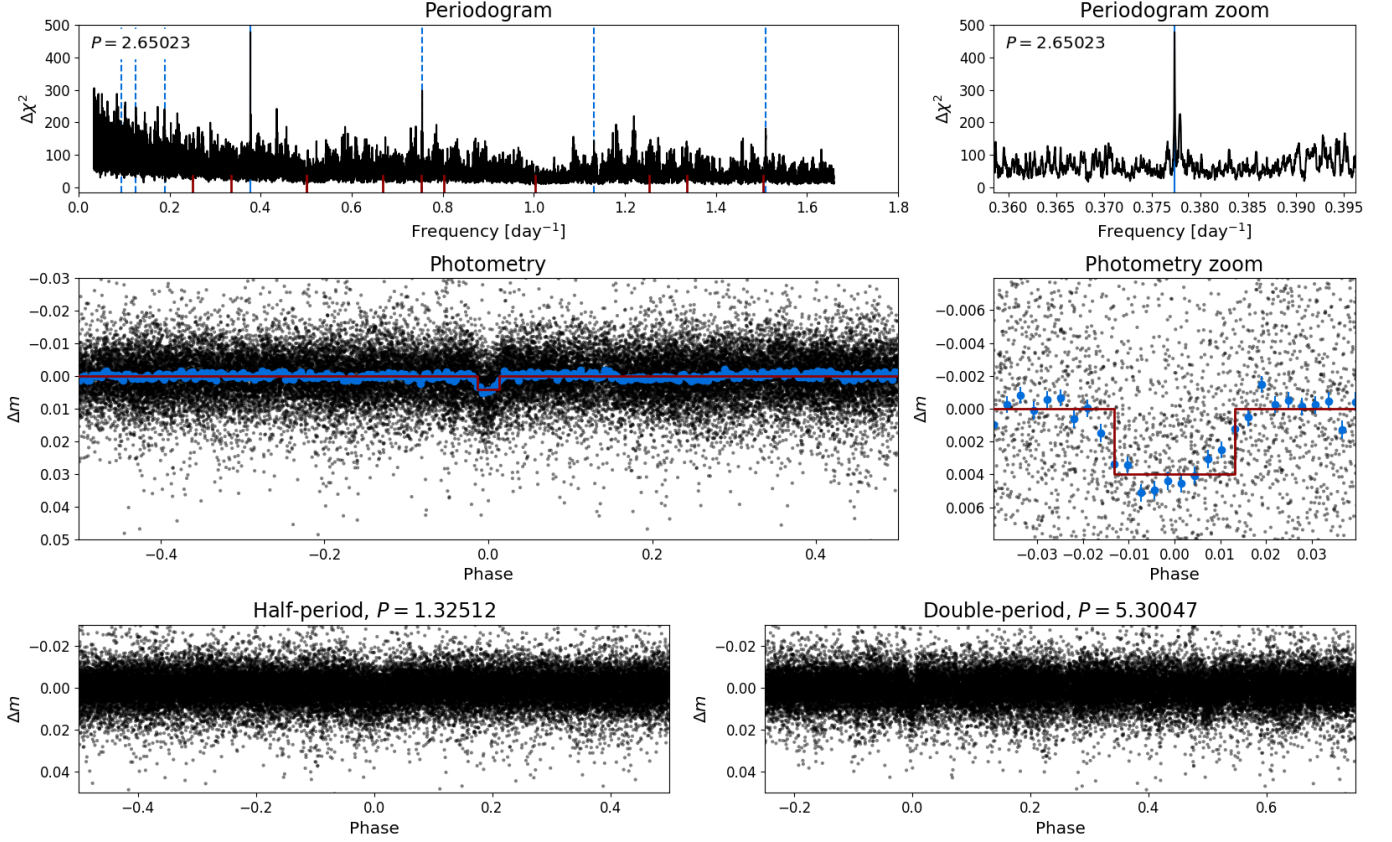 Periodogram
Periodogram zoom
P = 2.65023
P = 2.65023
500
400
300
200
100
0
Δχ²
0.0 0.2 0.4 0.6 0.8 1.0 1.2 1.4 1.6 1.8
Frequency [day⁻¹]
500
400
300
200
100
0
Δχ²
0.360 0.365 0.370 0.375 0.380 0.385 0.390 0.395
Frequency [day⁻¹]
Photometry
−0.03
−0.02
−0.01
0.00
0.01
0.02
0.03
0.04
0.05
Δm
−0.4 −0.2 0.0 0.2 0.4
Phase
Photometry zoom
−0.006
−0.004
−0.002
0.000
0.002
0.004
0.006
Δm
−0.03 −0.02 −0.01 0.00 0.01 0.02 0.03
Phase
Half-period, P = 1.32512
−0.02
0.00
0.02
0.04
Δm
−0.4 −0.2 0.0 0.2 0.4
Phase
Double-period, P = 5.30047
−0.02
0.00
0.02
0.04
Δm
−0.2 0.0 0.2 0.4 0.6
Phase